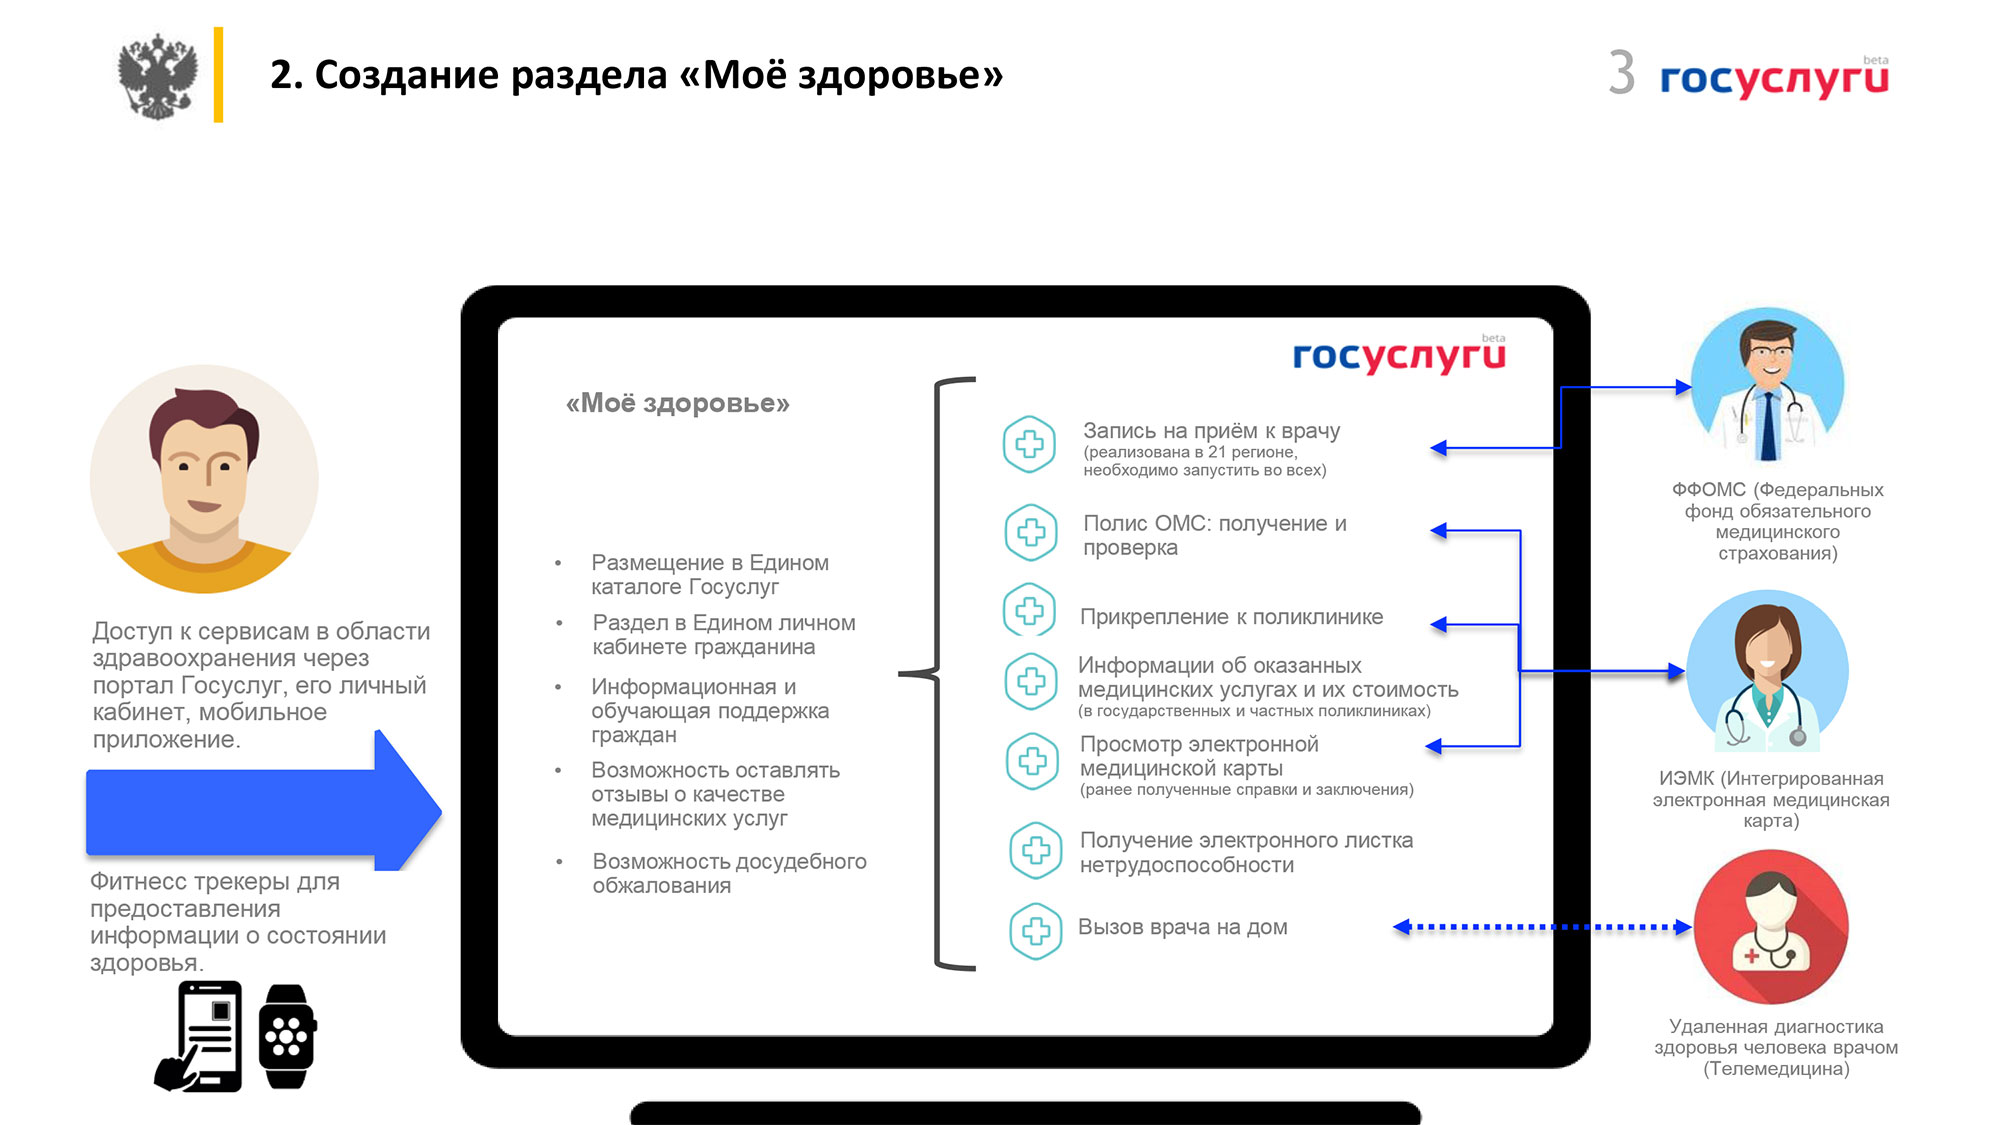 2. Создание раздела «Моё здоровье»
3
госуслуги
beta
Доступ к сервисам в области
здравоохранения через
портал Госуслуг, его личный
кабинет, мобильное
приложение.
Фитнесс трекеры для
предоставления
информации о состоянии
здоровья.
госуслуги
beta
«Моё здоровье»
• Размещение в Едином
каталоге Госуслуг
• Раздел в Едином личном
кабинете гражданина
• Информационная и
обучающая поддержка
граждан
• Возможность оставлять
отзывы о качестве
медицинских услуг
• Возможность досудебного
обжалования
Запись на приём к врачу
(реализована в 21 регионе,
необходимо запустить во всех)
Полис ОМС: получение и
проверка
Прикрепление к поликлинике
Информации об оказанных
медицинских услугах и их стоимость
(в государственных и частных поликлиниках)
Просмотр электронной
медицинской карты
(ранее полученные справки и заключения)
Получение электронного листка
нетрудоспособности
Вызов врача на дом
ФФОМС (Федеральных
фонд обязательного
медицинского
страхования)
ИЭМК (Интегрированная
электронная медицинская
карта)
Удаленная диагностика
здоровья человека врачом
(Телемедицина)